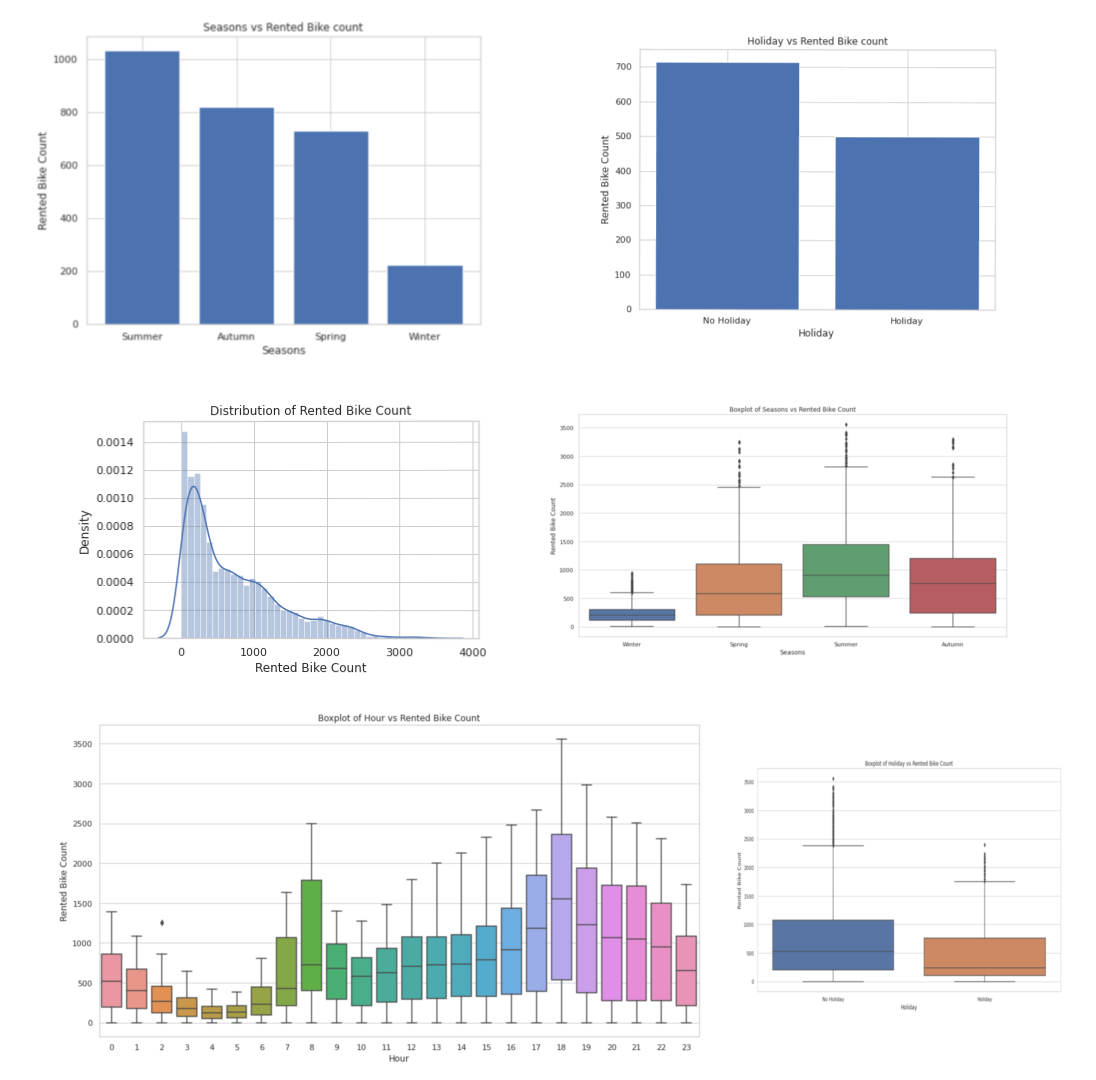 Seasons vs Rented Bike count
1000
800
600
400
200
0
Rented Bike Count
Summer Autumn Spring Winter
Seasons
Holiday vs Rented Bike count
700
600
500
400
300
200
100
0
Rented Bike Count
No Holiday Holiday
Holiday
Distribution of Rented Bike Count
0.0014
0.0012
0.0010
0.0008
0.0006
0.0004
0.0002
0.0000
Density
0 1000 2000 3000 4000
Rented Bike Count
Boxplot of Seasons vs Rented Bike Count
3500
3000
2500
2000
1500
1000
500
0
Rented Bike Count
Winter Spring Summer Autumn
Seasons
Boxplot of Hour vs Rented Bike Count
3500
3000
2500
2000
1500
1000
500
0
Rented Bike Count
0 1 2 3 4 5 6 7 8 9 10 11 12 13 14 15 16 17 18 19 20 21 22 23
Hour
Boxplot of Holiday vs Rented Bike Count
3500
3000
2500
2000
1500
1000
500
0
Rented Bike Count
No Holiday Holiday
Holiday